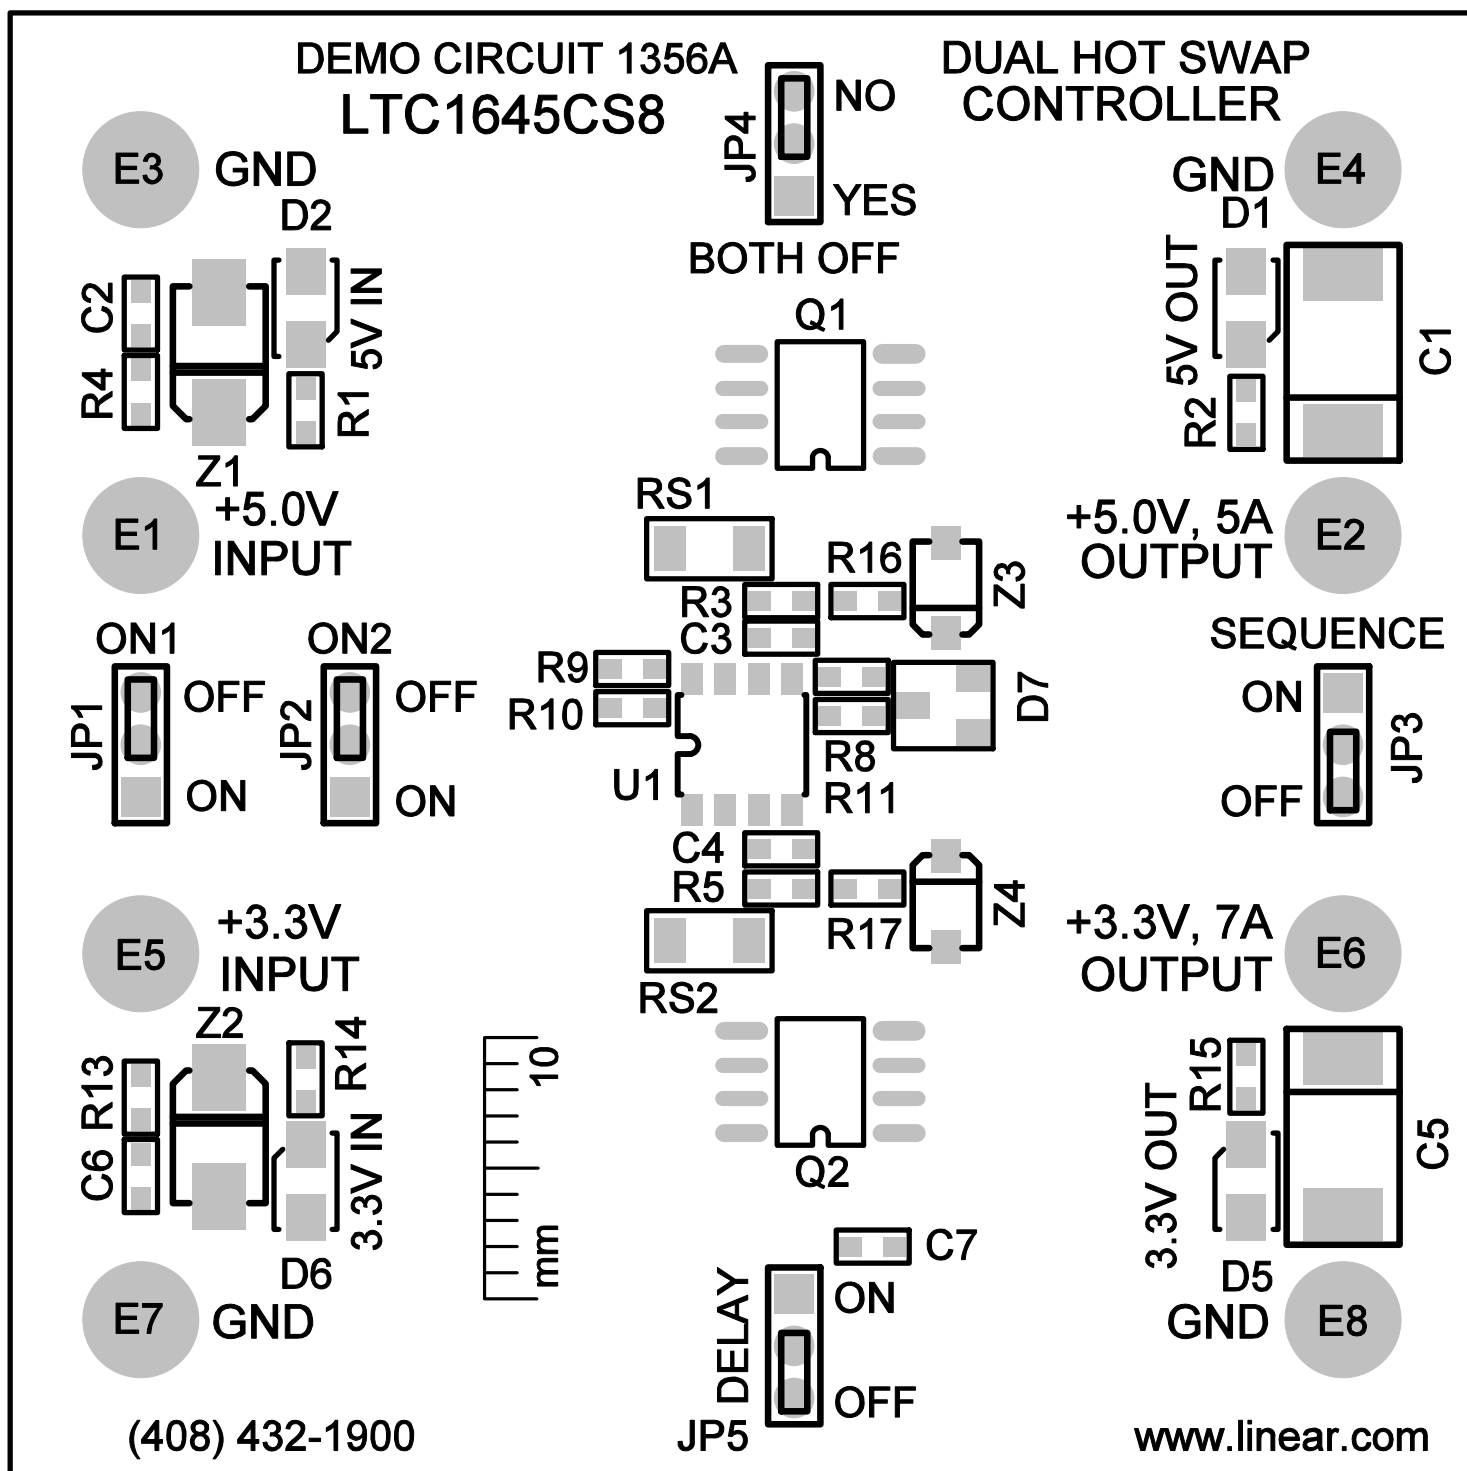 DEMO CIRCUIT 1356A
LTC1645CS8
DUAL HOT SWAP
CONTROLLER
JP4
NO
YES
BOTH OFF
E3
GND
D2
5V IN
C2
R4
R1
Z1
E4
GND
D1
5V OUT
R2
C1
Q1
E1
+5.0V
INPUT
RS1
R16
R3
C3
Z3
+5.0V, 5A
OUTPUT
E2
ON1
JP1
OFF
ON
ON2
JP2
OFF
ON
R9
R10
U1
R8
R11
D7
SEQUENCE
ON
OFF
JP3
C4
R5
R17
Z4
RS2
E5
+3.3V
INPUT
+3.3V, 7A
OUTPUT
E6
Z2
R13
C6
R14
3.3V IN
D6
10
mm
Q2
R15
3.3V OUT
D5
C5
E7
GND
C7
DELAY
ON
OFF
JP5
GND
E8
(408) 432-1900
www.linear.com